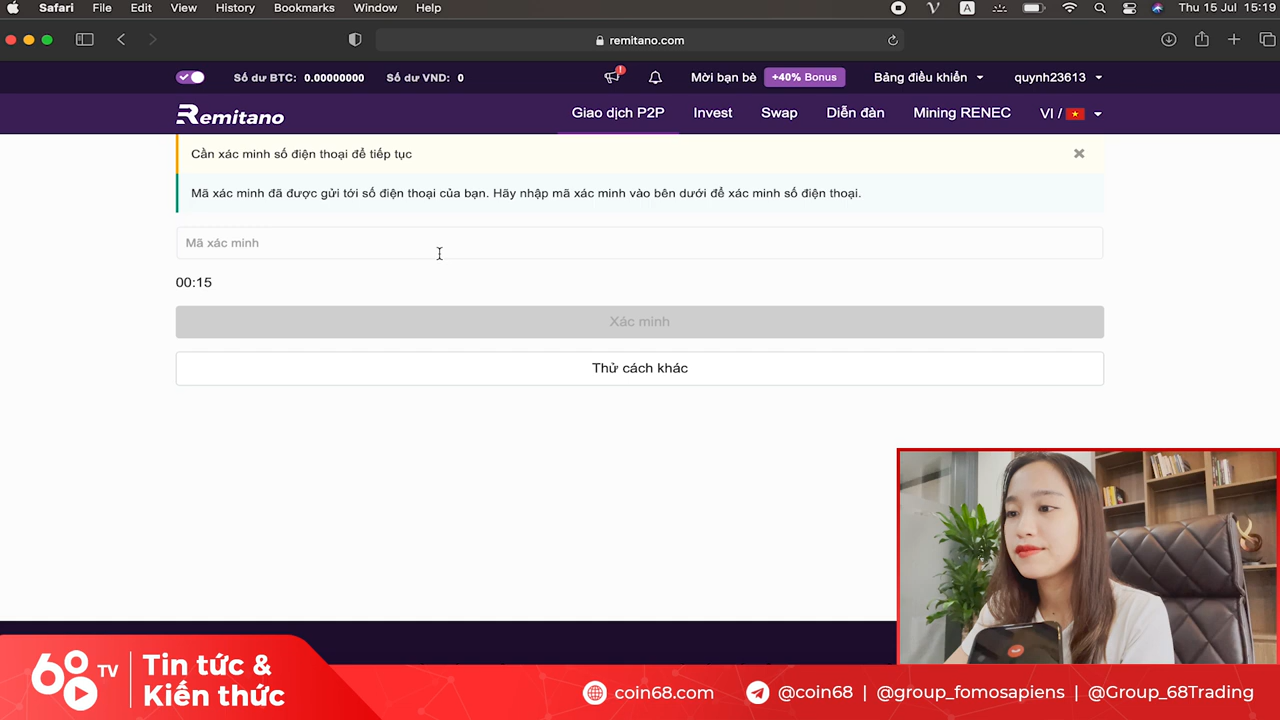 Safari File Edit View History Bookmarks Window Help A Thu 15 Jul 15:19
remitano.com
Số dư BTC: 0.00000000 Số dư VND: 0 Mời bạn bè +40% Bonus Bảng điều khiển quynh23613
Remitano Giao dịch P2P Invest Swap Diễn đàn Mining RENEC VI /
Cần xác minh số điện thoại để tiếp tục
Mã xác minh đã được gửi tới số điện thoại của bạn. Hãy nhập mã xác minh vào bên dưới để xác minh số điện thoại.
Mã xác minh
00:15
Xác minh
Thử cách khác
68 TV
Tin tức &
Kiến thức
coin68.com @coin68 | @group_fomosapiens | @Group_68Trading